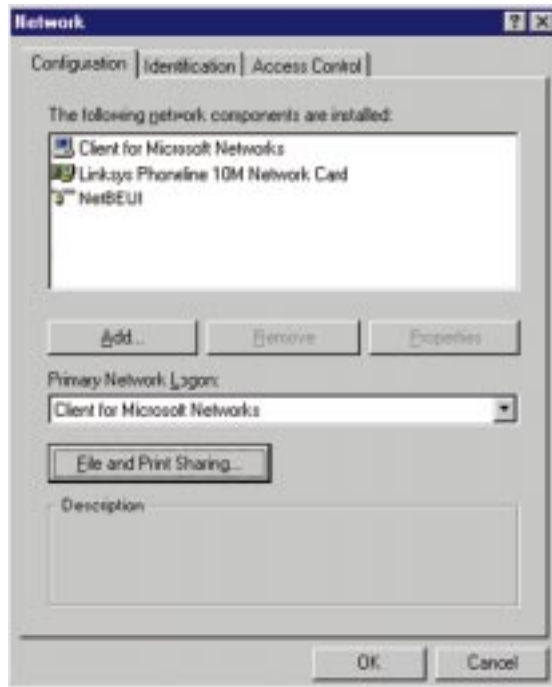 Network
Configuration
Identification
Access Control
The following network components are installed:
Client for Microsoft Networks
Linksys Phoneline 10M Network Card
NetBEUI
Add...
Remove
Properties
Primary Network Logon:
Client for Microsoft Networks
File and Print Sharing...
Description
OK
Cancel